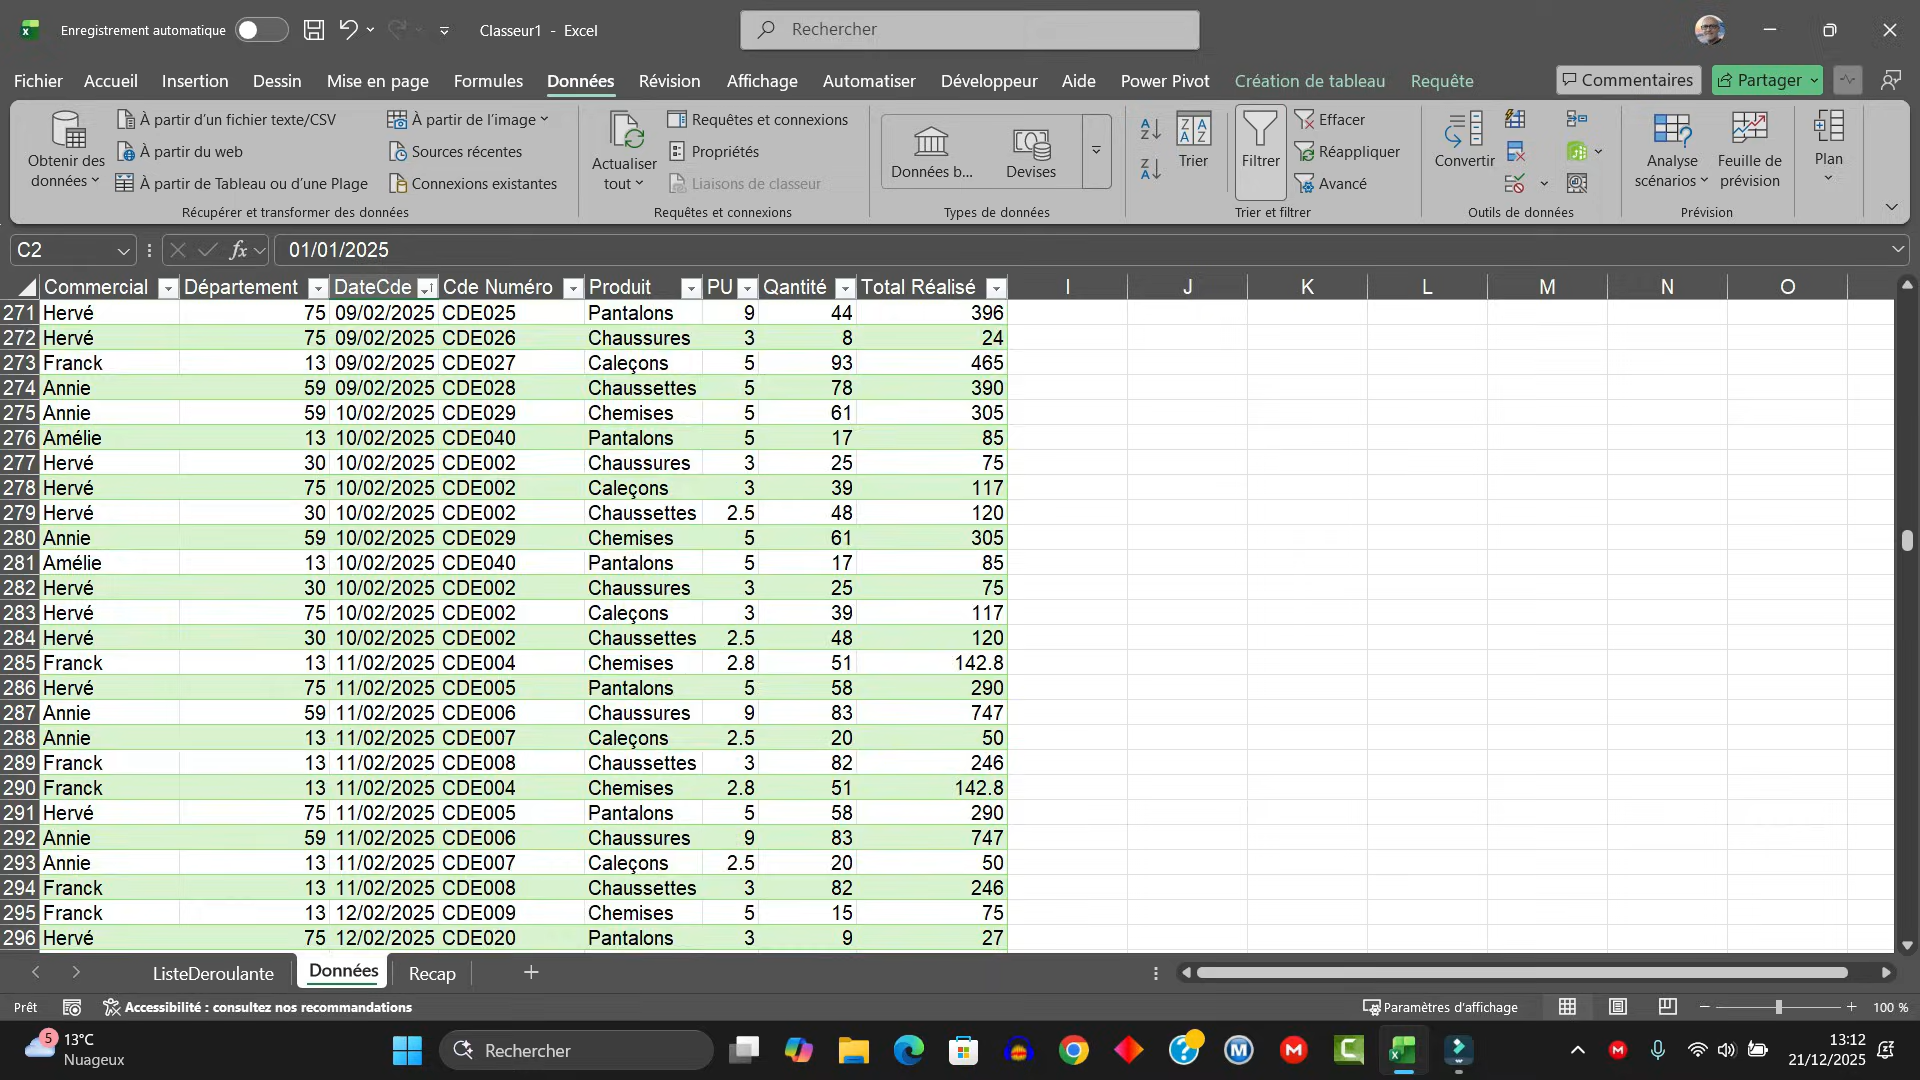 Enregistrement automatique Classeur1 - Excel Rechercher
Fichier Accueil Insertion Dessin Mise en page Formules Données Révision Affichage Automatiser Développeur Aide Power Pivot Création de tableau Requête Commentaires Partager
Obtenir des données
À partir d'un fichier texte/CSV
À partir du web
À partir de Tableau ou d'une Plage
À partir de l'image
Sources récentes
Connexions existantes
Récupérer et transformer des données
Actualiser tout
Requêtes et connexions
Propriétés
Liaisons de classeur
Requêtes et connexions
Données b... Devises
Types de données
Trier
Filtrer
Effacer
Réappliquer
Avancé
Trier et filtrer
Convertir
Outils de données
Analyse scénarios
Feuille de prévision
Prévision
Plan
C2 fx 01/01/2025
Commercial Département DateCde Cde Numéro Produit PU Qantité Total Réalisé I J K L M N O
271 Hervé 75 09/02/2025 CDE025 Pantalons 9 44 396
272 Hervé 75 09/02/2025 CDE026 Chaussures 3 8 24
273 Franck 13 09/02/2025 CDE027 Caleçons 5 93 465
274 Annie 59 09/02/2025 CDE028 Chaussettes 5 78 390
275 Annie 59 10/02/2025 CDE029 Chemises 5 61 305
276 Amélie 13 10/02/2025 CDE040 Pantalons 5 17 85
277 Hervé 30 10/02/2025 CDE002 Chaussures 3 25 75
278 Hervé 75 10/02/2025 CDE002 Caleçons 3 39 117
279 Hervé 30 10/02/2025 CDE002 Chaussettes 2.5 48 120
280 Annie 59 10/02/2025 CDE029 Chemises 5 61 305
281 Amélie 13 10/02/2025 CDE040 Pantalons 5 17 85
282 Hervé 30 10/02/2025 CDE002 Chaussures 3 25 75
283 Hervé 75 10/02/2025 CDE002 Caleçons 3 39 117
284 Hervé 30 10/02/2025 CDE002 Chaussettes 2.5 48 120
285 Franck 13 11/02/2025 CDE004 Chemises 2.8 51 142.8
286 Hervé 75 11/02/2025 CDE005 Pantalons 5 58 290
287 Annie 59 11/02/2025 CDE006 Chaussures 9 83 747
288 Annie 13 11/02/2025 CDE007 Caleçons 2.5 20 50
289 Franck 13 11/02/2025 CDE008 Chaussettes 3 82 246
290 Franck 13 11/02/2025 CDE004 Chemises 2.8 51 142.8
291 Hervé 75 11/02/2025 CDE005 Pantalons 5 58 290
292 Annie 59 11/02/2025 CDE006 Chaussures 9 83 747
293 Annie 13 11/02/2025 CDE007 Caleçons 2.5 20 50
294 Franck 13 11/02/2025 CDE008 Chaussettes 3 82 246
295 Franck 13 12/02/2025 CDE009 Chemises 5 15 75
296 Hervé 75 12/02/2025 CDE020 Pantalons 3 9 27
ListeDeroulante Données Recap
Prêt Accessibilité : consultez nos recommandations Paramètres d'affichage 100 %
5 13°C
Nuageux
Rechercher
13:12
21/12/2025